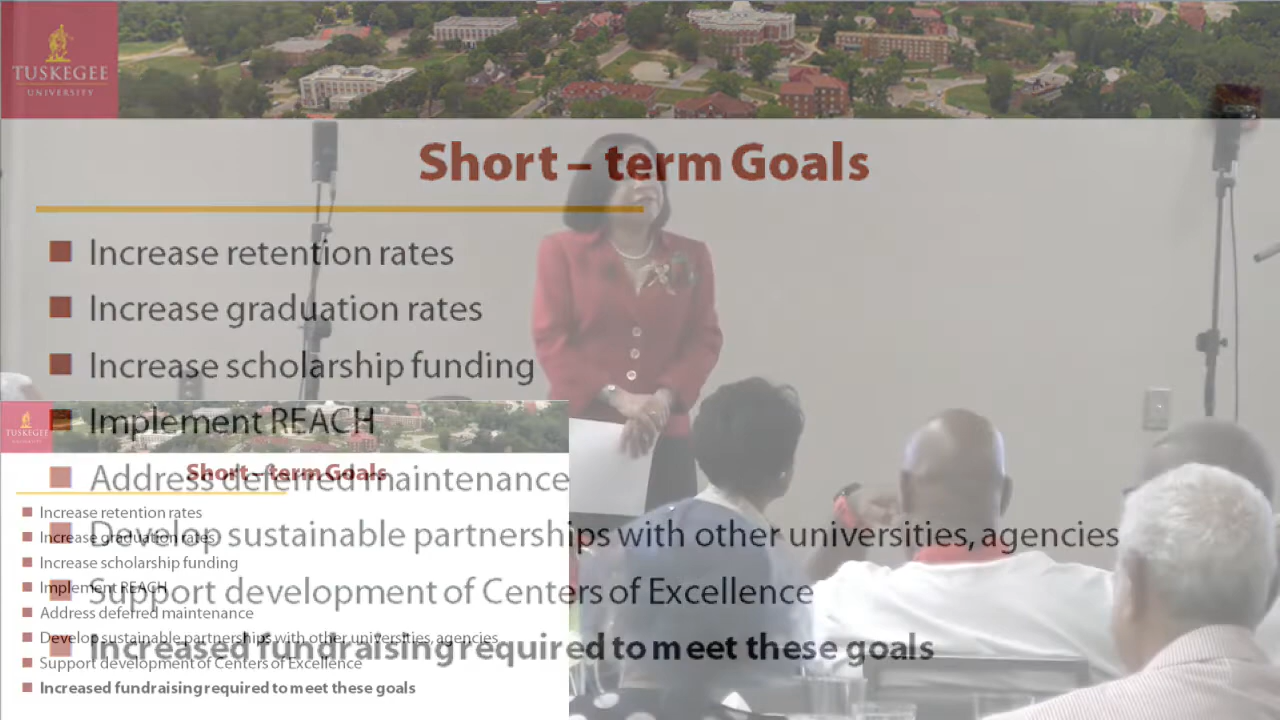 TUSKEGEE
UNIVERSITY
Short – term Goals
Increase retention rates
Increase graduation rates
Increase scholarship funding
Implement REACH
Address deferred maintenance
Develop sustainable partnerships with other universities, agencies
Support development of Centers of Excellence
Increased fundraising required to meet these goals
TUSKEGEE
Short – term Goals
Increase retention rates
Increase graduation rates
Increase scholarship funding
Implement REACH
Address deferred maintenance
Develop sustainable partnerships with other universities, agencies
Support development of Centers of Excellence
Increased fundraising required to meet these goals